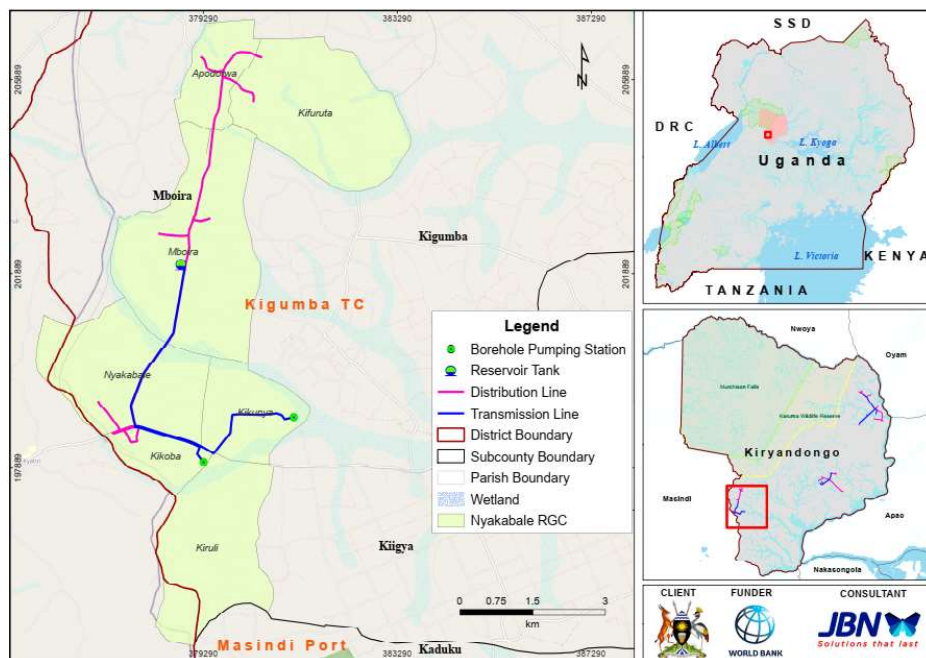 379290
383290
387290
205889
201889
197889
205889
201889
197889
Apodorwa
Kifuruta
Mboira
Kigumba
Mboira
Kigumba TC
Nyakabale
Kikunya
Kikoba
Kiruli
Kiigya
Masindi Port
Kaduku
N
Legend
Borehole Pumping Station
Reservoir Tank
Distribution Line
Transmission Line
District Boundary
Subcounty Boundary
Parish Boundary
Wetland
Nyakabale RGC
0 0.75 1.5 3
km
379290
383290
387290
SSD
DRC
L. Albert
L. Kyoga
Uganda
L. Victoria
KENYA
TANZANIA
Nwoya
Oyam
Murchison Falls
Karuma Wildlife Reserve
Kiryandongo
Masindi
Apac
Nakasongola
CLIENT
FUNDER
CONSULTANT
WORLD BANK
JBN
Solutions that last